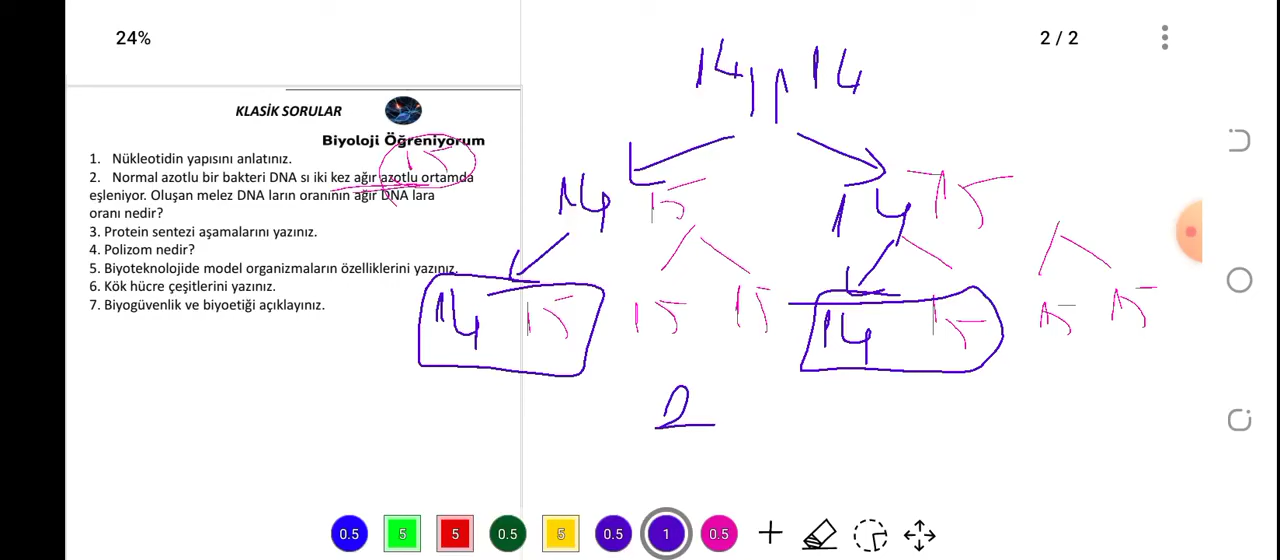 24%
2 / 2
KLASİK SORULAR
Biyoloji Öğreniyorum
1. Nükleotidin yapısını anlatınız.
2. Normal azotlu bir bakteri DNA sı iki kez ağır azotlu ortamda
eşleniyor. Oluşan melez DNA ların oranının ağır DNA lara
oranı nedir?
3. Protein sentezi aşamalarını yazınız.
4. Polizom nedir?
5. Biyoteknolojide model organizmaların özelliklerini yazınız.
6. Kök hücre çeşitlerini yazınız.
7. Biyogüvenlik ve biyoetiği açıklayınız.
15
14 14
14 15 14 15
14 15 15 15 14 15 15 15
2
0.5 5 5 0.5 5 0.5 1 0.5